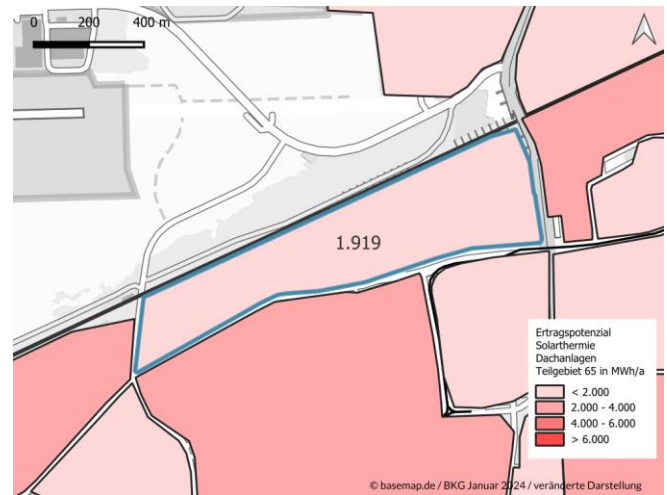 0 200 400 m
1.919
Ertragspotenzial
Solarthermie
Dachanlagen
Teilgebiet 65 in MWh/a
< 2.000
2.000 - 4.000
4.000 - 6.000
> 6.000
© basemap.de / BKG Januar 2024 / veränderte Darstellung